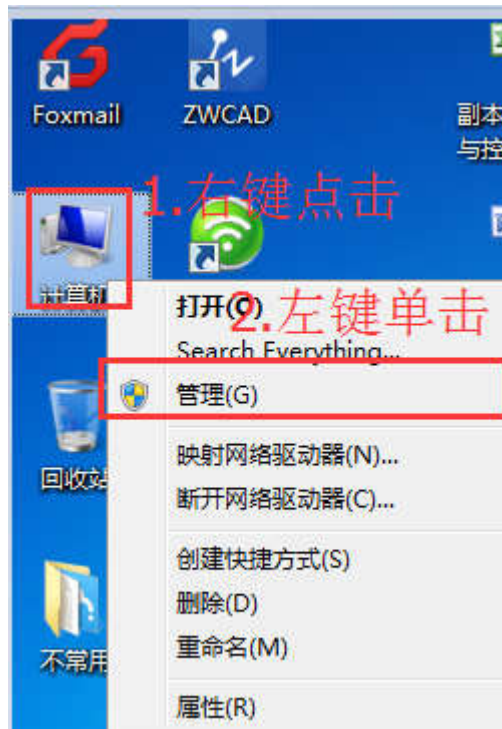 Foxmail
ZWCAD
副本
与控
1.右键点击
计算机
2.左键单击
打开(O)
Search Everything...
管理(G)
映射网络驱动器(N)...
断开网络驱动器(C)...
回收站
创建快捷方式(S)
删除(D)
重命名(M)
不常用
属性(R)